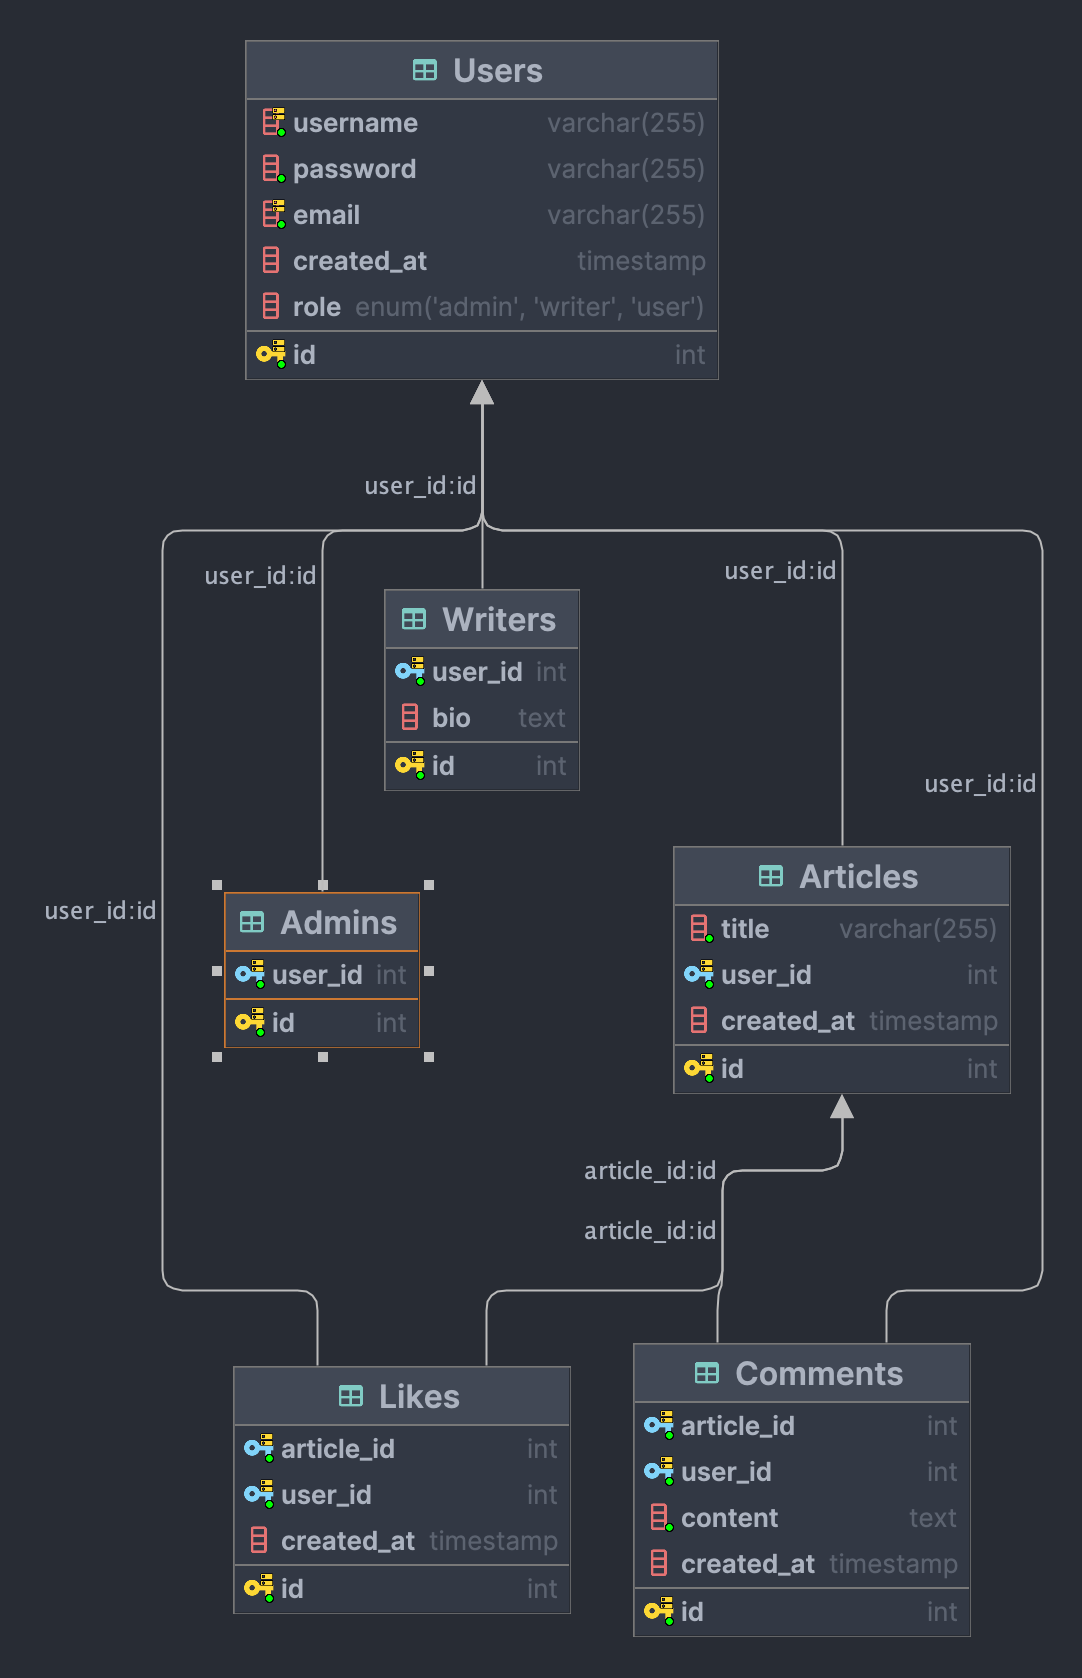 Users
username varchar(255)
password varchar(255)
email varchar(255)
created_at timestamp
role enum('admin', 'writer', 'user')
id int
user_id:id
user_id:id
user_id:id
Writers
user_id int
bio text
id int
user_id:id
user_id:id
Admins
user_id int
id int
Articles
title varchar(255)
user_id int
created_at timestamp
id int
article_id:id
article_id:id
Likes
article_id int
user_id int
created_at timestamp
id int
Comments
article_id int
user_id int
content text
created_at timestamp
id int